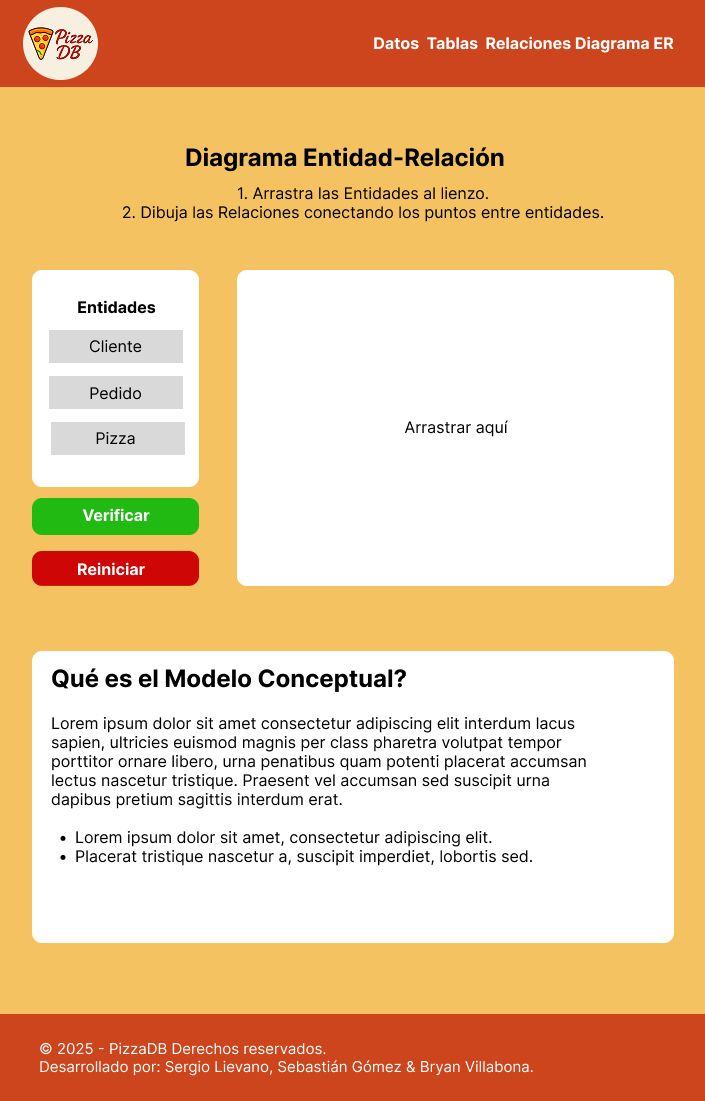 Pizza
DB
Datos Tablas Relaciones Diagrama ER
Diagrama Entidad-Relación
1. Arrastra las Entidades al lienzo.
2. Dibuja las Relaciones conectando los puntos entre entidades.
Entidades
Cliente
Pedido
Pizza
Verificar
Reiniciar
Arrastrar aquí
Qué es el Modelo Conceptual?
Lorem ipsum dolor sit amet consectetur adipiscing elit interdum lacus
sapien, ultricies euismod magnis per class pharetra volutpat tempor
porttitor ornare libero, urna penatibus quam potenti placerat accumsan
lectus nascetur tristique. Praesent vel accumsan sed suscipit urna
dapibus pretium sagittis interdum erat.
• Lorem ipsum dolor sit amet, consectetur adipiscing elit.
• Placerat tristique nascetur a, suscipit imperdiet, lobortis sed.
© 2025 - PizzaDB Derechos reservados.
Desarrollado por: Sergio Lievano, Sebastián Gómez & Bryan Villabona.